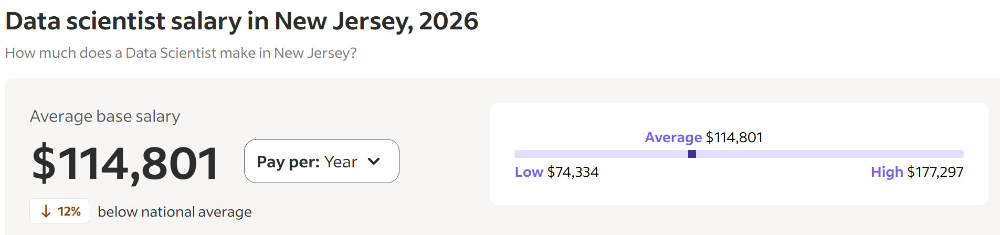 Data scientist salary in New Jersey, 2026
How much does a Data Scientist make in New Jersey?
Average base salary
$114,801
Pay per: Year
12% below national average
Average $114,801
Low $74,334
High $177,297